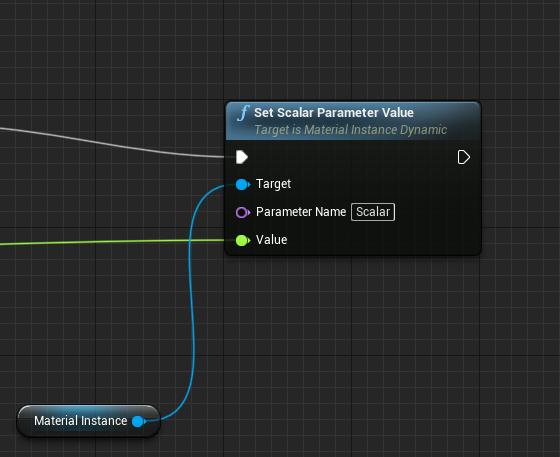 f Set Scalar Parameter Value
Target is Material Instance Dynamic
Target
Parameter Name Scalar
Value
Material Instance